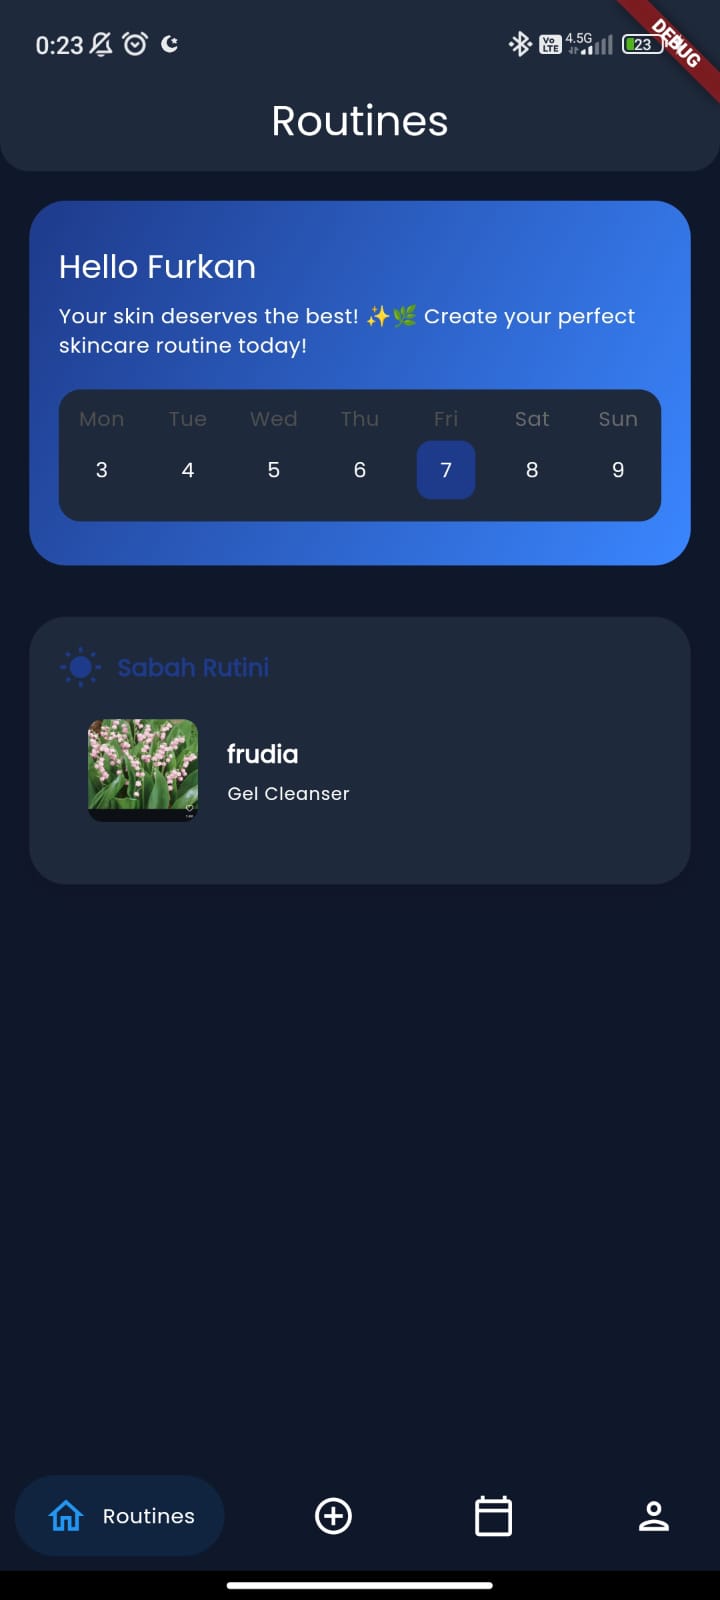 0:23
Vo LTE 4.5G 23
DEBUG
Routines
Hello Furkan
Your skin deserves the best! ✨🌿 Create your perfect
skincare routine today!
Mon Tue Wed Thu Fri Sat Sun
3 4 5 6 7 8 9
Sabah Rutini
frudia
Gel Cleanser
Routines